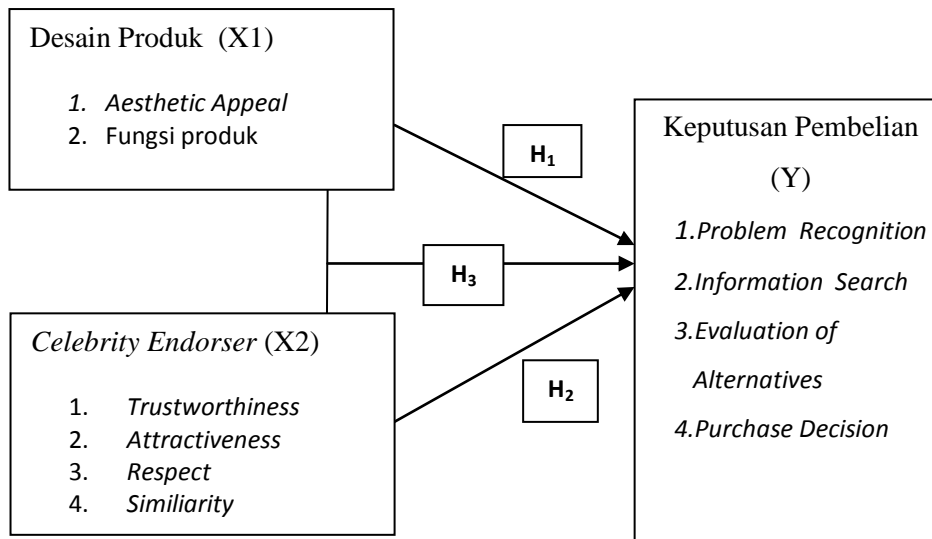 Desain Produk (X1)
1. Aesthetic Appeal
2. Fungsi produk
H₁
Keputusan Pembelian
(Y)
1.Problem Recognition
2.Information Search
3.Evaluation of
Alternatives
4.Purchase Decision
H₃
Celebrity Endorser (X2)
1. Trustworthiness
2. Attractiveness
3. Respect
4. Similiarity
H₂